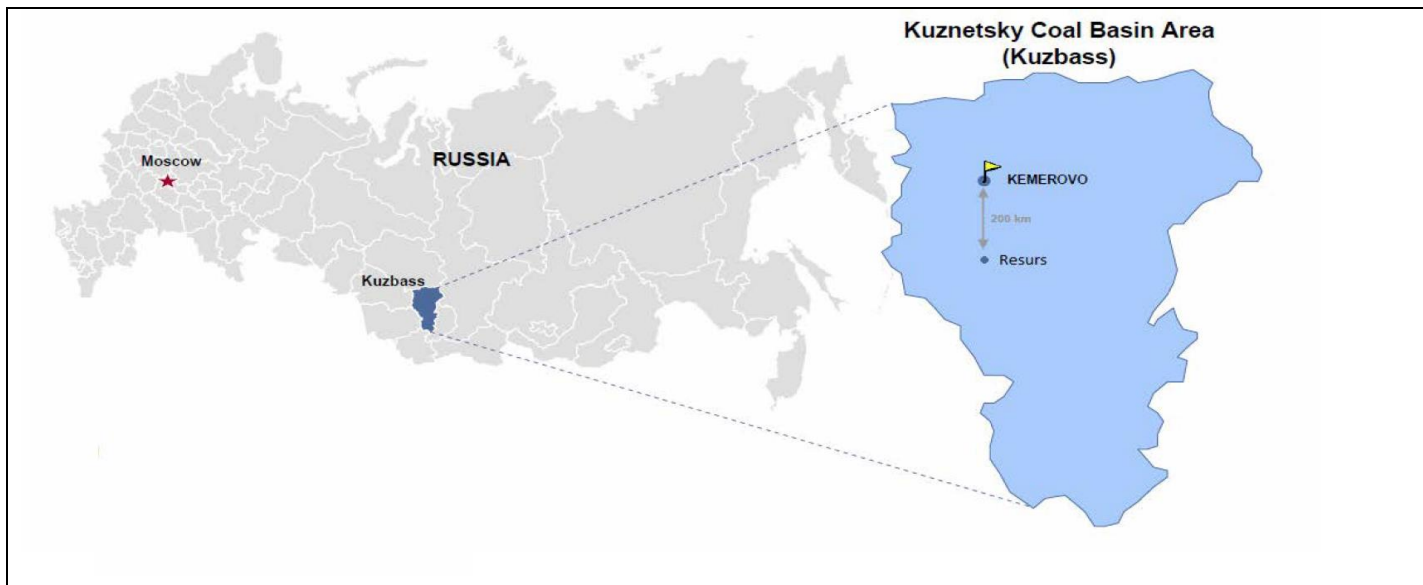 Kuznetsky Coal Basin Area
(Kuzbass)
Moscow
RUSSIA
KEMEROVO
200 km
Resurs
Kuzbass